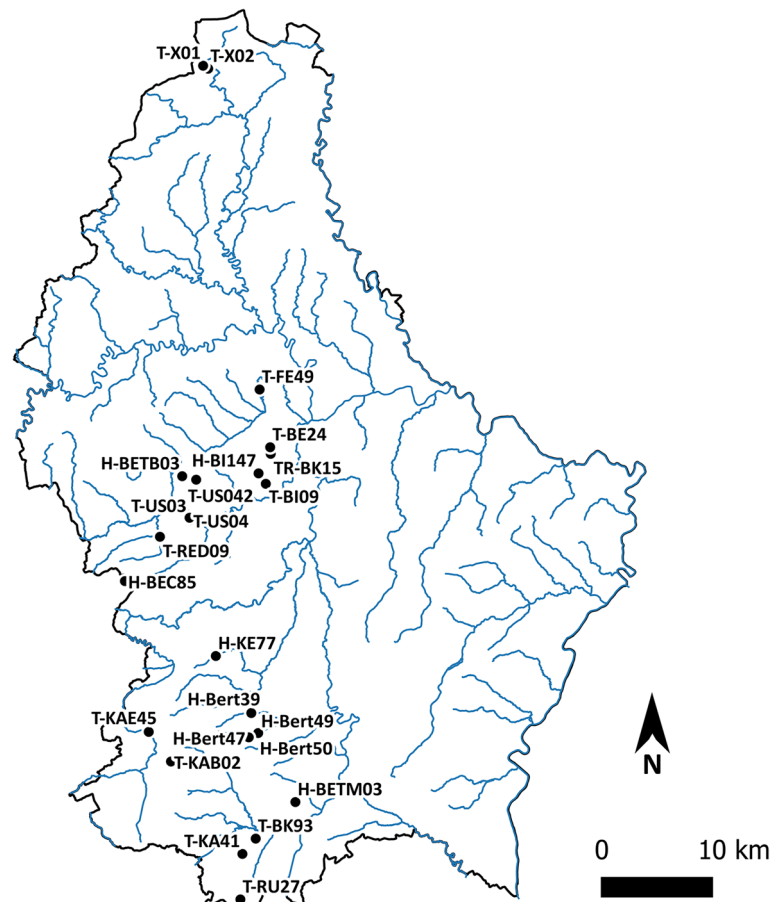 T-X01
T-X02
T-FE49
T-BE24
H-BI147
TR-BK15
H-BETB03
T-US042
T-BI09
T-US03
T-US04
T-RED09
H-BEC85
H-KE77
H-Bert39
T-KAE45
H-Bert49
H-Bert47
H-Bert50
T-KAB02
N
H-BETM03
T-BK93
T-KA41
0
10 km
T-RU27